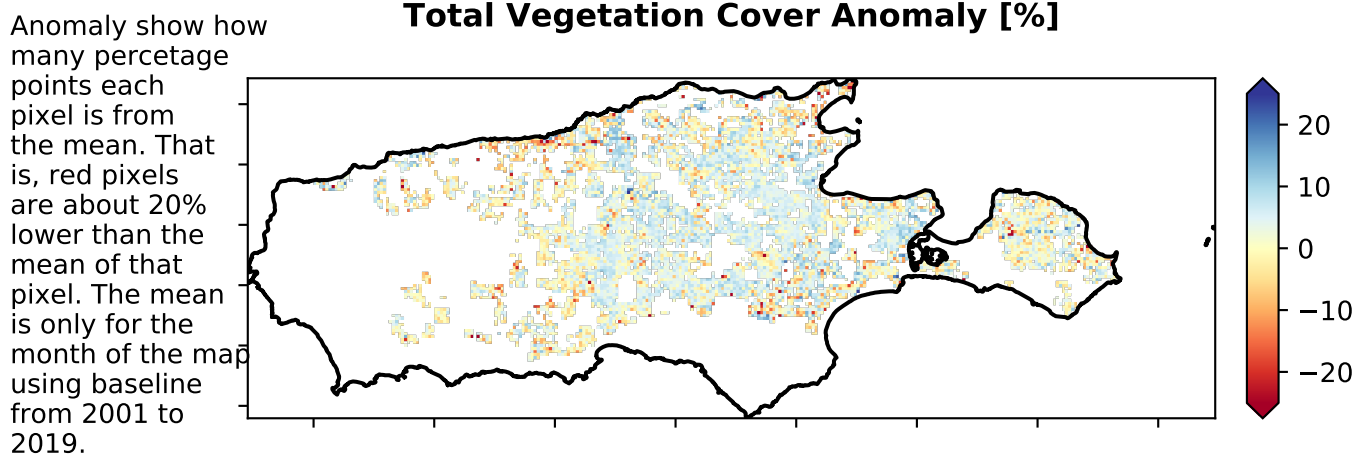 Total Vegetation Cover Anomaly [%]
Anomaly show how
many percetage
points each
pixel is from
the mean. That
is, red pixels
are about 20%
lower than the
mean of that
pixel. The mean
is only for the
month of the map
using baseline
from 2001 to
2019.
20
10
0
−10
−20